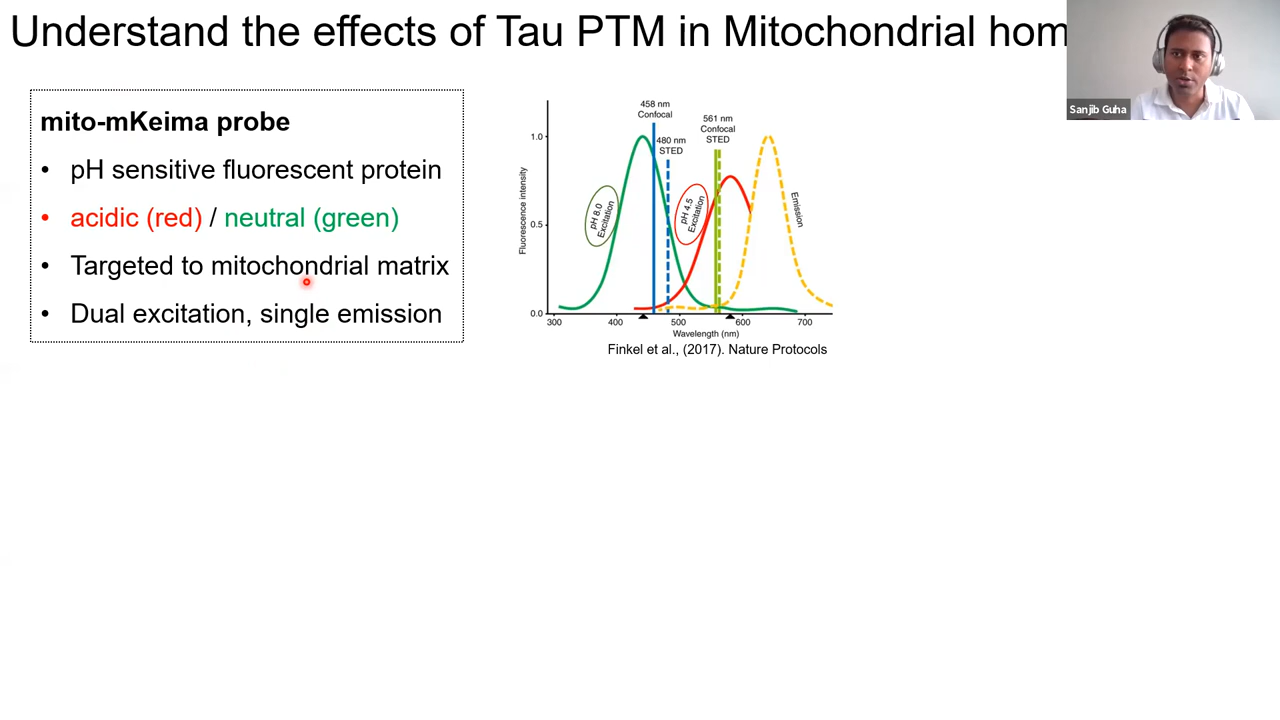 Understand the effects of Tau PTM in Mitochondrial hom
Sanjib Guha
mito-mKeima probe
• pH sensitive fluorescent protein
• acidic (red) / neutral (green)
• Targeted to mitochondrial matrix
• Dual excitation, single emission
458 nm
Confocal
480 nm
STED
561 nm
Confocal
STED
1.0
0.5
0.0
Fluorescence intensity
pH 8.0
Excitation
pH 4.5
Excitation
Emission
300 400 500 600 700
Wavelength (nm)
Finkel et al., (2017). Nature Protocols